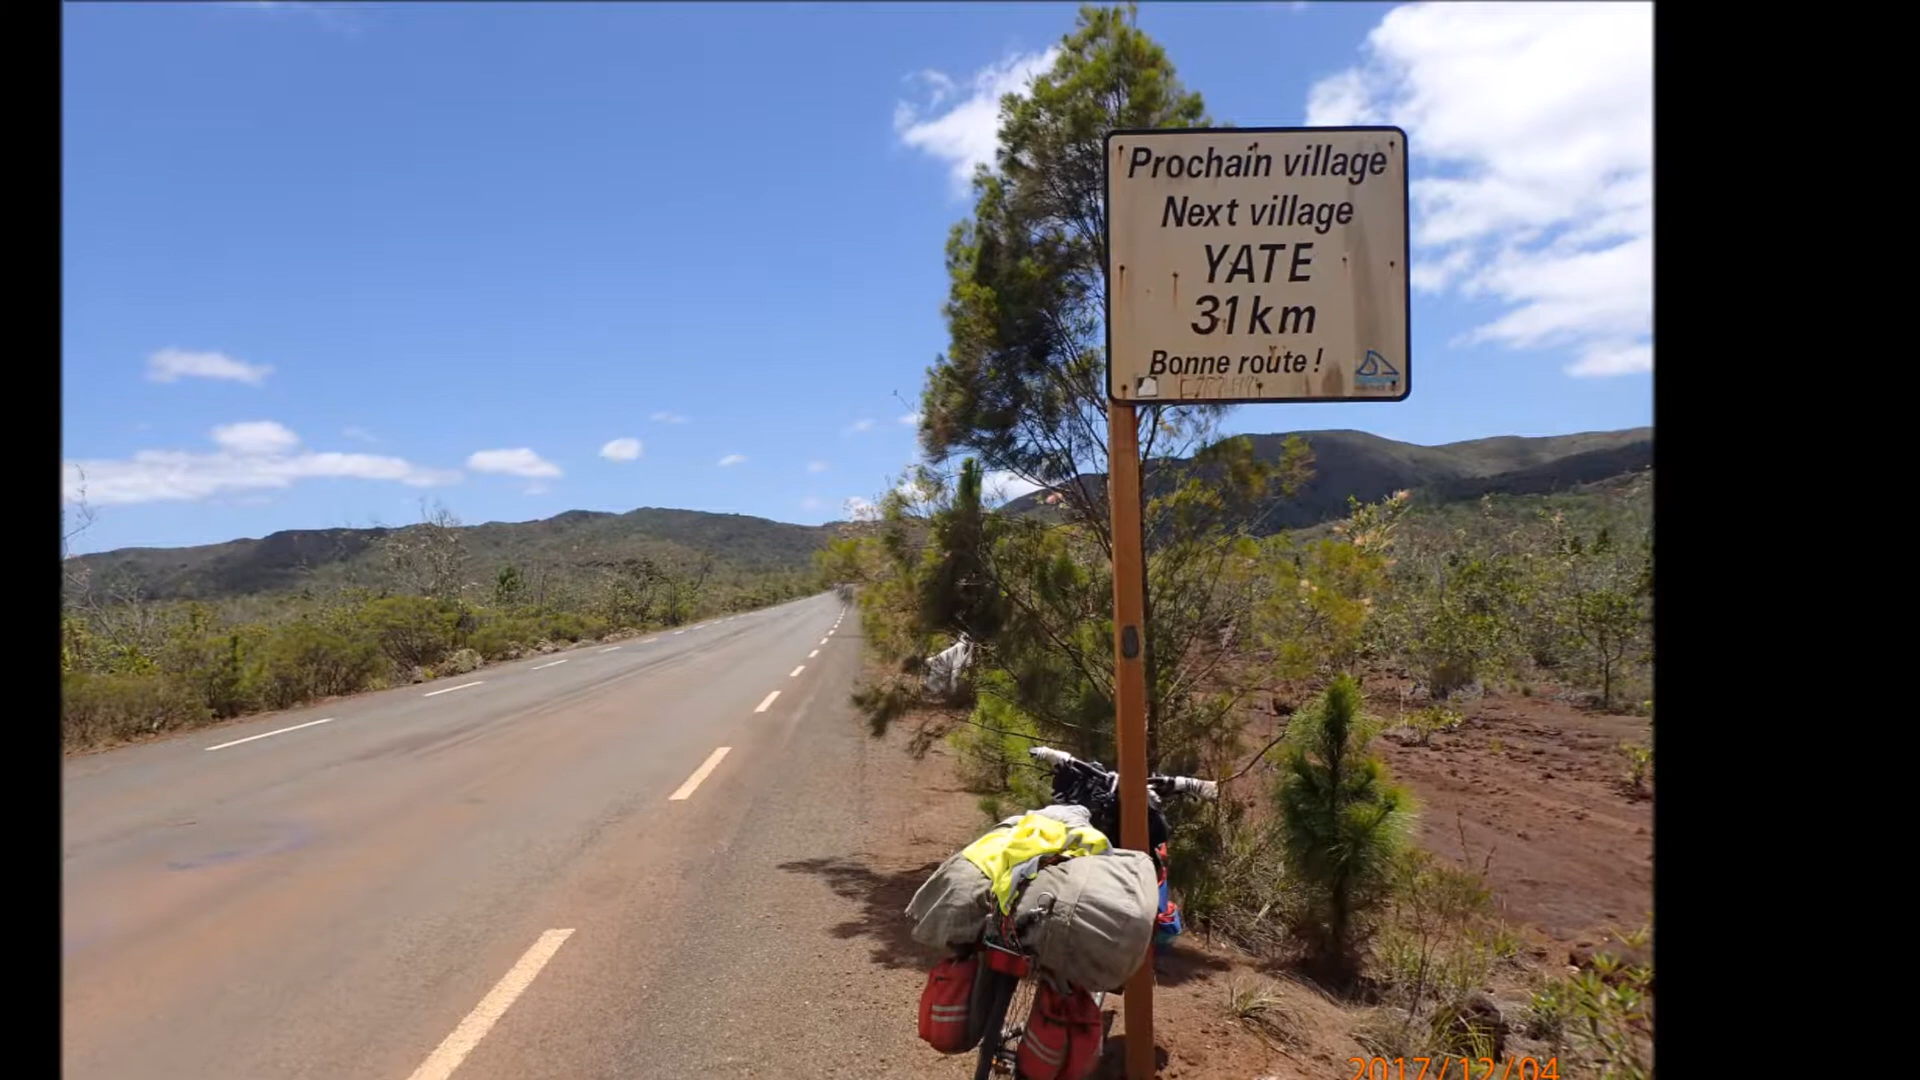 Prochain village
Next village
YATE
31km
Bonne route !
2017/12/04